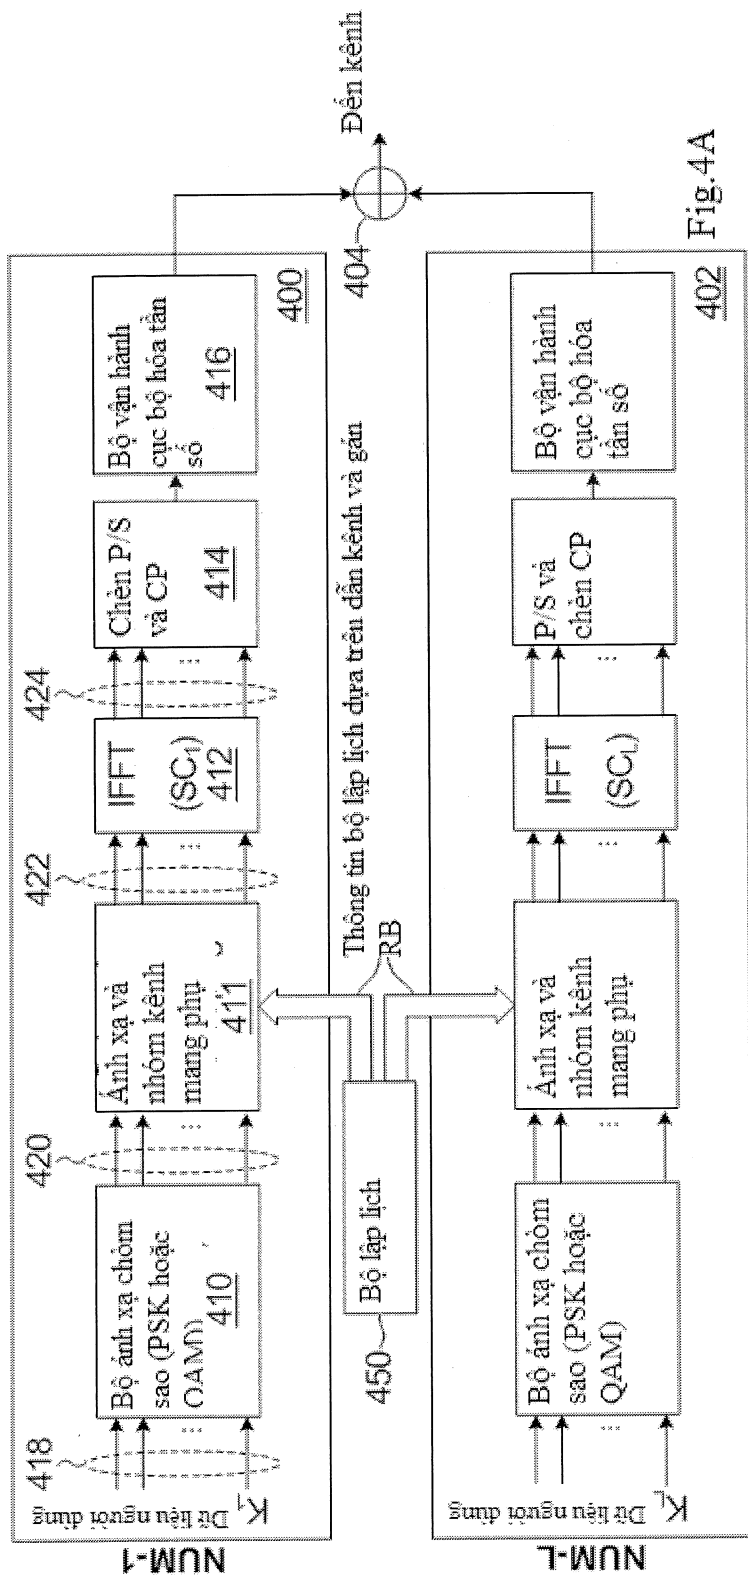 NUM-1
Dữ liệu người dùng
K1
418
Bộ ánh xạ chòm
sao (PSK hoặc
QAM))
410
420
Ánh xạ và
nhóm kênh
mang phụ
411
422
IFFT
(SC1)
412
424
Chèn P/S
và CP
414
Bộ vận hành
cục bộ hóa tần
số
416
400
450
Bộ lập lịch
Thông tin bộ lập lịch dựa trên dẫn kênh và gán
RB
404
Đến kênh
NUM-L
Dữ liệu người dùng
KL
Bộ ánh xạ chòm
sao (PSK hoặc
QAM)
Ánh xạ và
nhóm kênh
mang phụ
IFFT
(SCL)
P/S và
chèn CP
Bộ vận hành
cục bộ hóa
tần số
402
Fig.4A